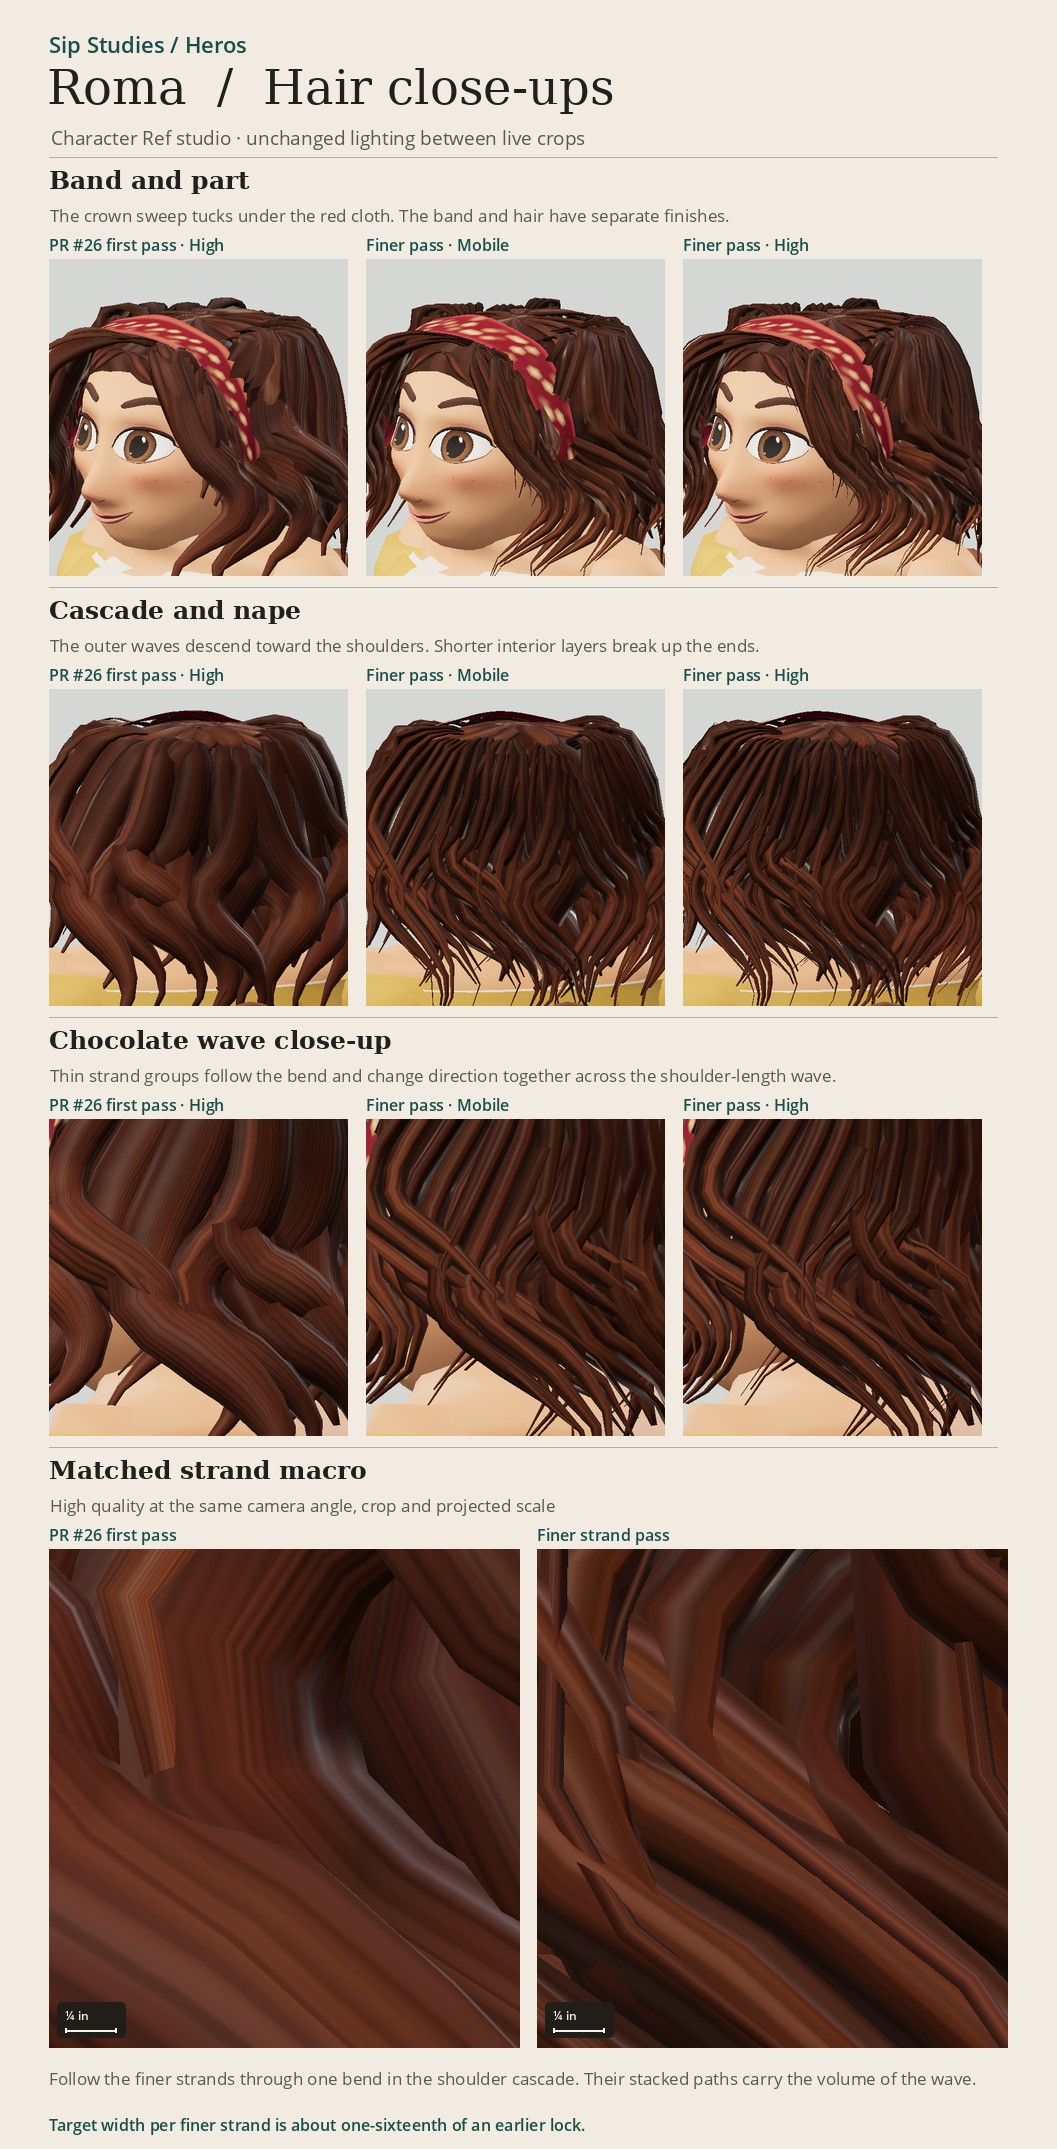 Sip Studies / Heros
Roma / Hair close-ups
Character Ref studio · unchanged lighting between live crops
Band and part
The crown sweep tucks under the red cloth. The band and hair have separate finishes.
PR #26 first pass · High
Finer pass · Mobile
Finer pass · High
Cascade and nape
The outer waves descend toward the shoulders. Shorter interior layers break up the ends.
PR #26 first pass · High
Finer pass · Mobile
Finer pass · High
Chocolate wave close-up
Thin strand groups follow the bend and change direction together across the shoulder-length wave.
PR #26 first pass · High
Finer pass · Mobile
Finer pass · High
Matched strand macro
High quality at the same camera angle, crop and projected scale
PR #26 first pass
Finer strand pass
¼ in
¼ in
Follow the finer strands through one bend in the shoulder cascade. Their stacked paths carry the volume of the wave.
Target width per finer strand is about one-sixteenth of an earlier lock.